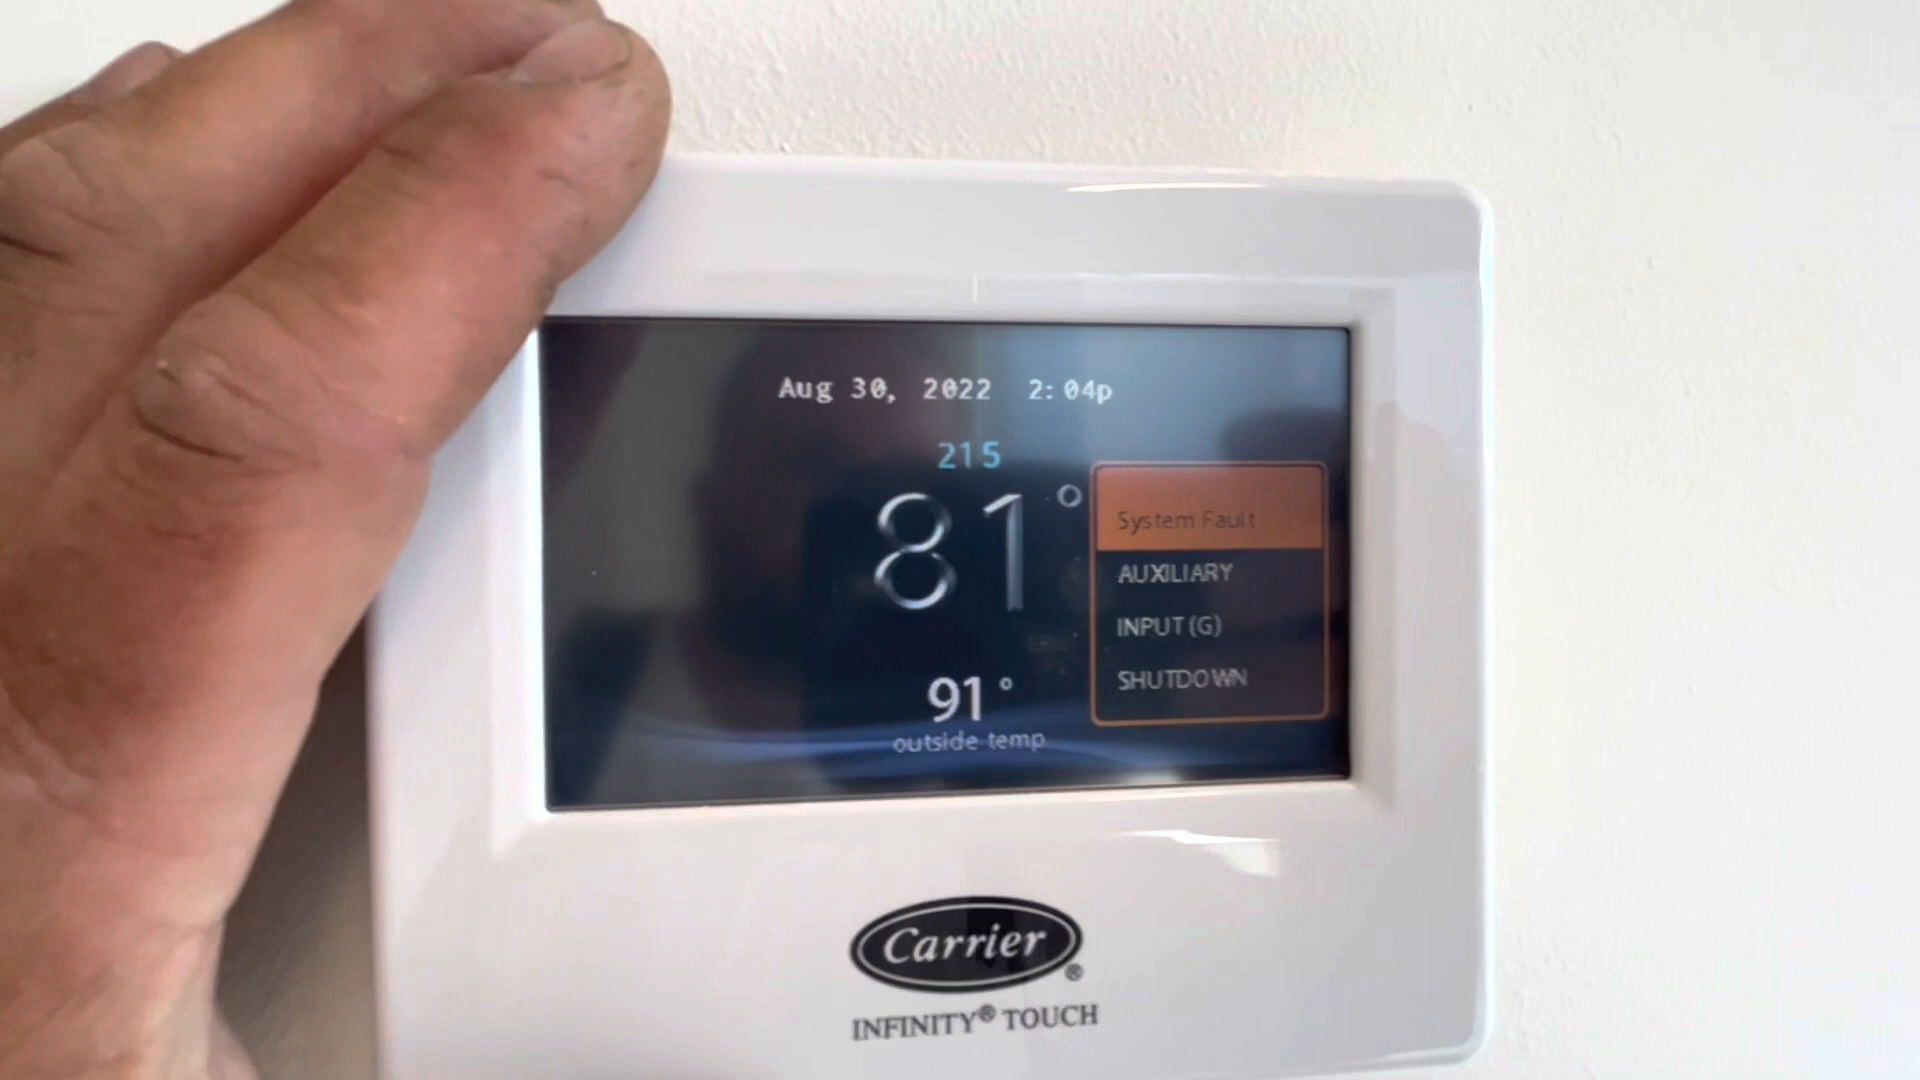 Aug 30, 2022 2:04p
215
81°
System Fault
AUXILIARY
INPUT (G)
SHUTDOWN
91°
outside temp
Carrier®
INFINITY® TOUCH